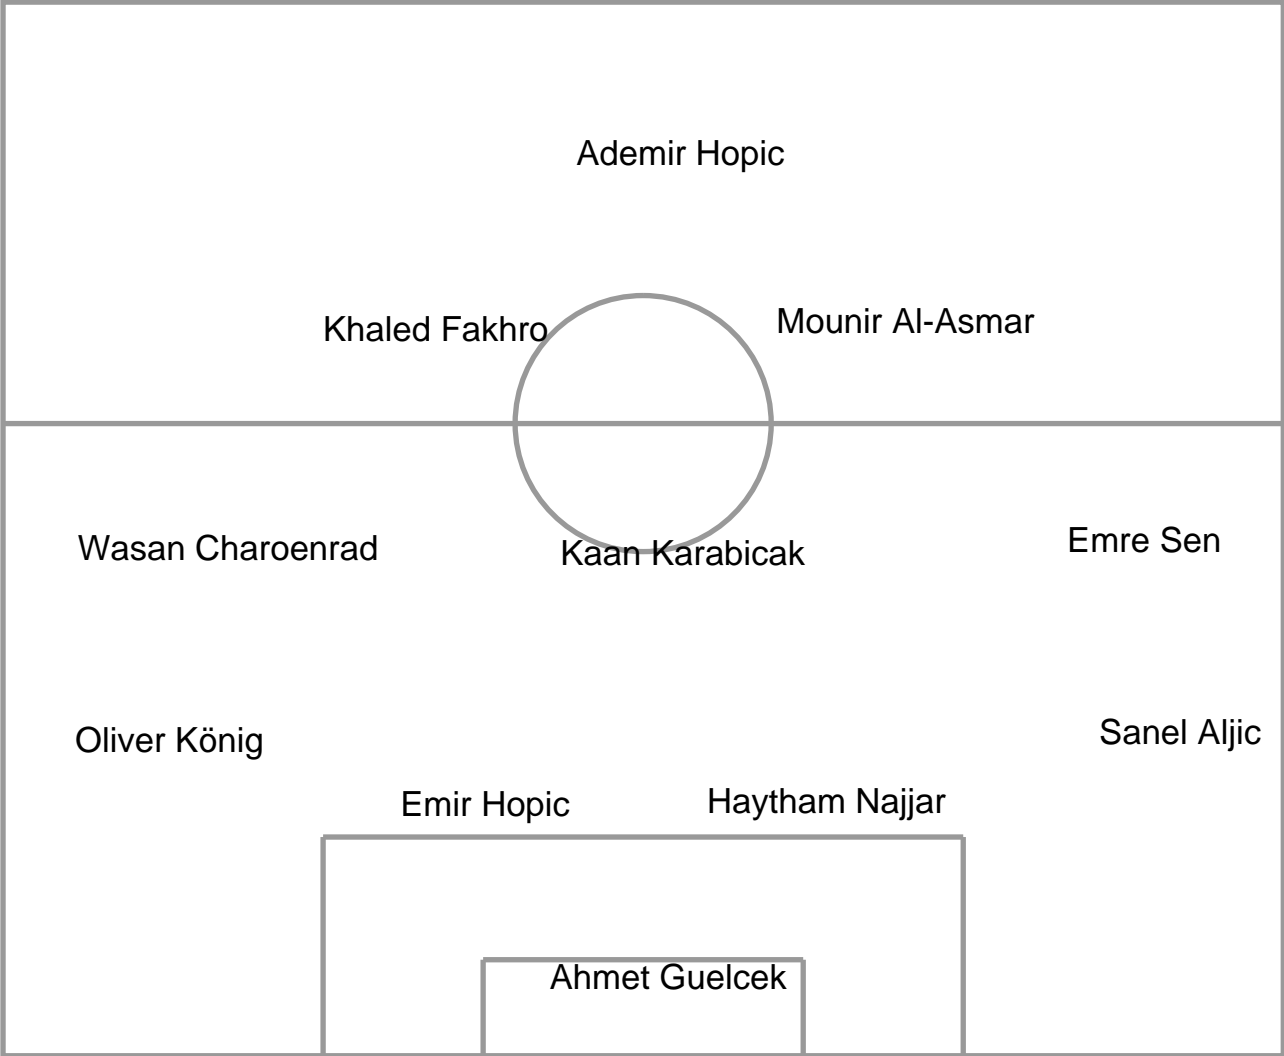 Ademir Hopic
Khaled Fakhro
Mounir Al-Asmar
Wasan Charoenrad
Kaan Karabicak
Emre Sen
Oliver König
Sanel Aljic
Emir Hopic
Haytham Najjar
Ahmet Guelcek